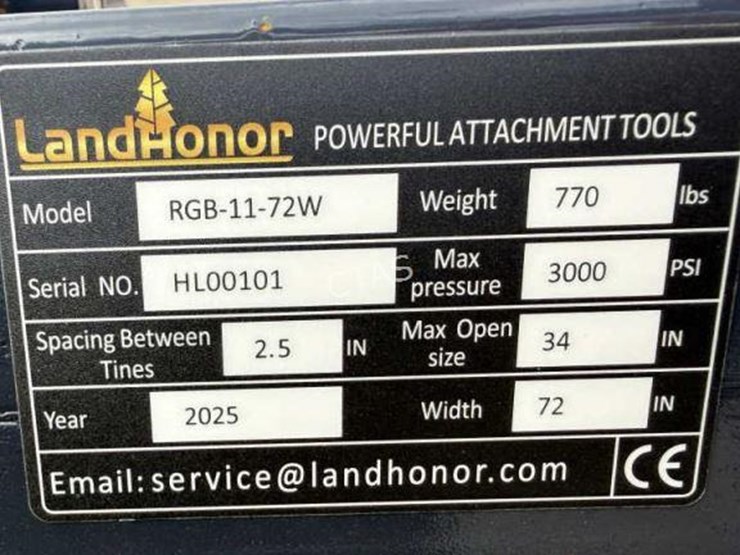 LandHonor POWERFUL ATTACHMENT TOOLS
Model RGB-11-72W Weight 770 lbs
Serial NO. HL00101 Max pressure 3000 PSI
Spacing Between Tines 2.5 IN Max Open size 34 IN
Year 2025 Width 72 IN
Email: service@landhonor.com CE